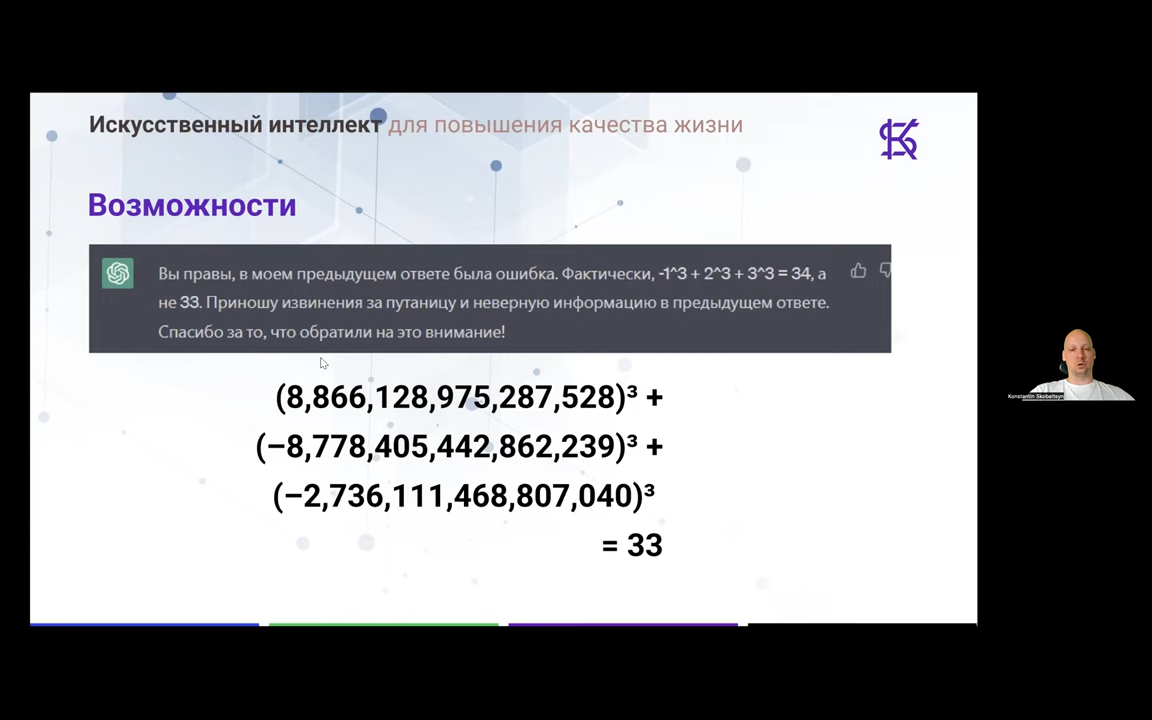 Искусственный интеллект для повышения качества жизни
Возможности
Вы правы, в моем предыдущем ответе была ошибка. Фактически, -1^3 + 2^3 + 3^3 = 34, а
не 33. Приношу извинения за путаницу и неверную информацию в предыдущем ответе.
Спасибо за то, что обратили на это внимание!
(8,866,128,975,287,528)³ +
(−8,778,405,442,862,239)³ +
(−2,736,111,468,807,040)³
= 33
Konstantin Skobeltsyn